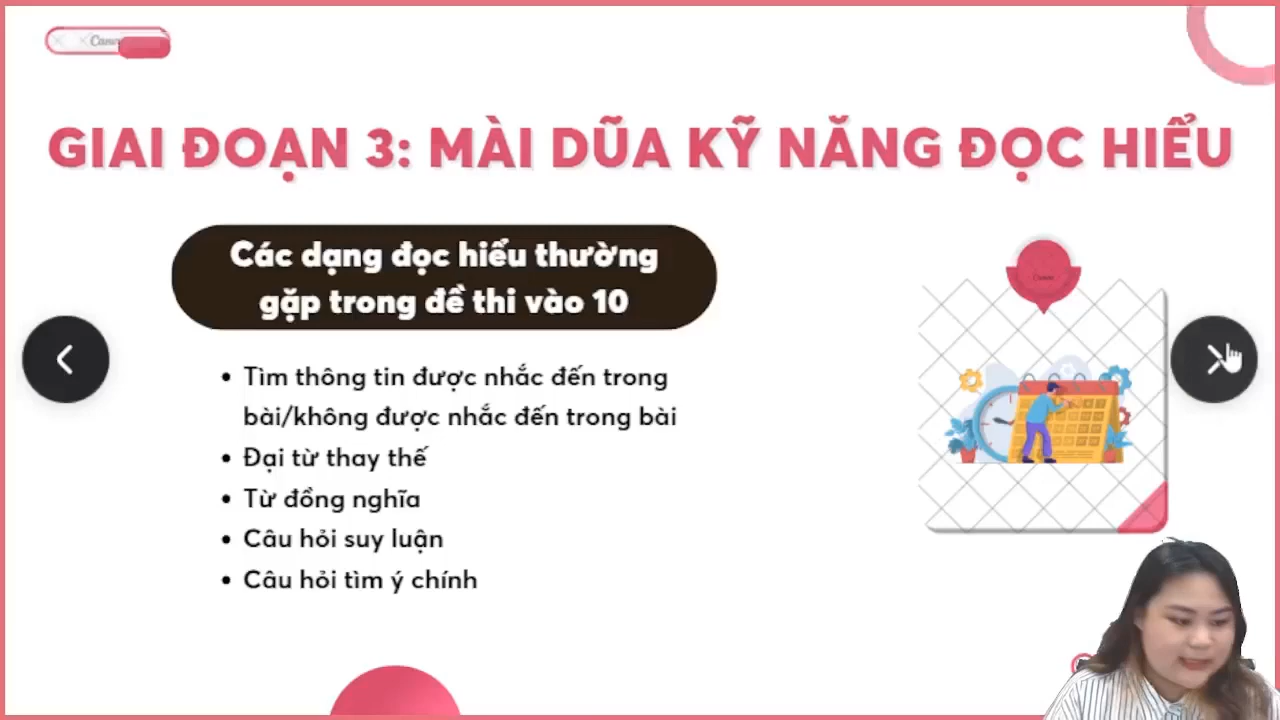 GIAI ĐOẠN 3: MÀI DŨA KỸ NĂNG ĐỌC HIỂU
Các dạng đọc hiểu thường
gặp trong đề thi vào 10
• Tìm thông tin được nhắc đến trong
bài/không được nhắc đến trong bài
• Đại từ thay thế
• Từ đồng nghĩa
• Câu hỏi suy luận
• Câu hỏi tìm ý chính